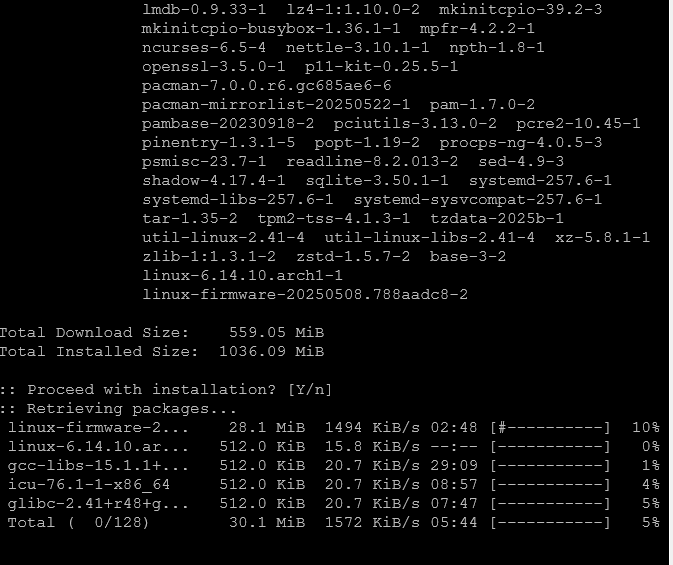 lmdb-0.9.33-1 lz4-1:1.10.0-2 mkinitcpio-39.2-3
mkinitcpio-busybox-1.36.1-1 mpfr-4.2.2-1
ncurses-6.5-4 nettle-3.10.1-1 npth-1.8-1
openssl-3.5.0-1 p11-kit-0.25.5-1
pacman-7.0.0.r6.gc685ae6-6
pacman-mirrorlist-20250522-1 pam-1.7.0-2
pambase-20230918-2 pciutils-3.13.0-2 pcre2-10.45-1
pinentry-1.3.1-5 popt-1.19-2 procps-ng-4.0.5-3
psmisc-23.7-1 readline-8.2.013-2 sed-4.9-3
shadow-4.17.4-1 sqlite-3.50.1-1 systemd-257.6-1
systemd-libs-257.6-1 systemd-sysvcompat-257.6-1
tar-1.35-2 tpm2-tss-4.1.3-1 tzdata-2025b-1
util-linux-2.41-4 util-linux-libs-2.41-4 xz-5.8.1-1
zlib-1:1.3.1-2 zstd-1.5.7-2 base-3-2
linux-6.14.10.arch1-1
linux-firmware-20250508.788aadc8-2
Total Download Size: 559.05 MiB
Total Installed Size: 1036.09 MiB
:: Proceed with installation? [Y/n]
:: Retrieving packages...
linux-firmware-2... 28.1 MiB 1494 KiB/s 02:48 [#----------] 10%
linux-6.14.10.ar... 512.0 KiB 15.8 KiB/s --:-- [-----------] 0%
gcc-libs-15.1.1+... 512.0 KiB 20.7 KiB/s 29:09 [-----------] 1%
icu-76.1-1-x86_64 512.0 KiB 20.7 KiB/s 08:57 [-----------] 4%
glibc-2.41+r48+g... 512.0 KiB 20.7 KiB/s 07:47 [-----------] 5%
Total ( 0/128) 30.1 MiB 1572 KiB/s 05:44 [-----------] 5%